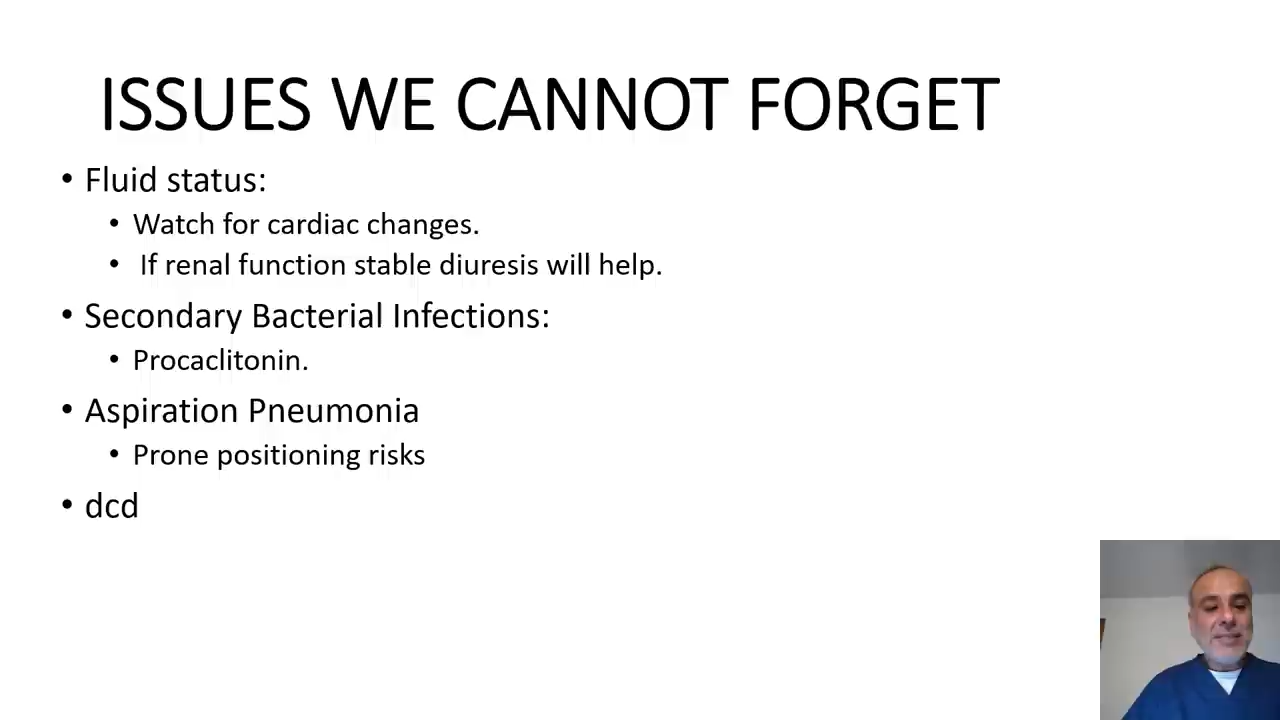 ISSUES WE CANNOT FORGET
• Fluid status:
• Watch for cardiac changes.
• If renal function stable diuresis will help.
• Secondary Bacterial Infections:
• Procaclitonin.
• Aspiration Pneumonia
• Prone positioning risks
• dcd